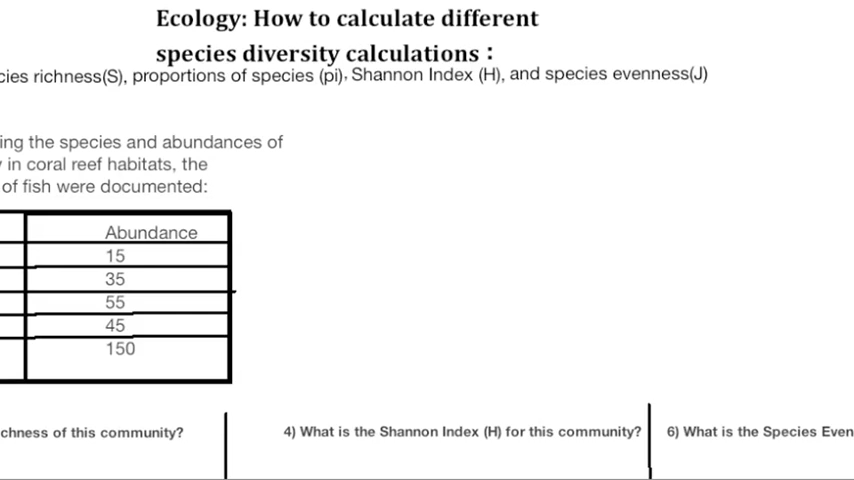 Ecology: How to calculate different
species diversity calculations :
cies richness(S), proportions of species (pi), Shannon Index (H), and species evenness(J)
ing the species and abundances of
in coral reef habitats, the
of fish were documented:
Abundance
15
35
55
45
150
chness of this community?
4) What is the Shannon Index (H) for this community?
6) What is the Species Even